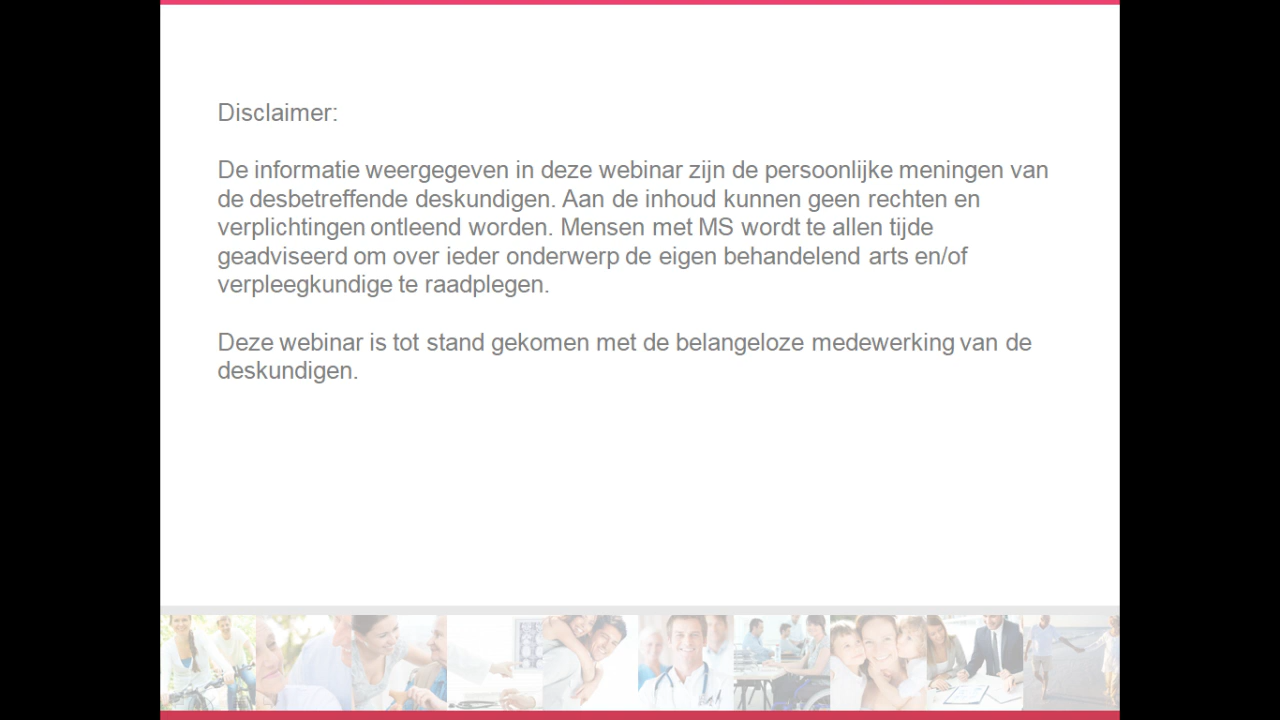 Disclaimer:
De informatie weergegeven in deze webinar zijn de persoonlijke meningen van
de desbetreffende deskundigen. Aan de inhoud kunnen geen rechten en
verplichtingen ontleend worden. Mensen met MS wordt te allen tijde
geadviseerd om over ieder onderwerp de eigen behandelend arts en/of
verpleegkundige te raadplegen.
Deze webinar is tot stand gekomen met de belangeloze medewerking van de
deskundigen.